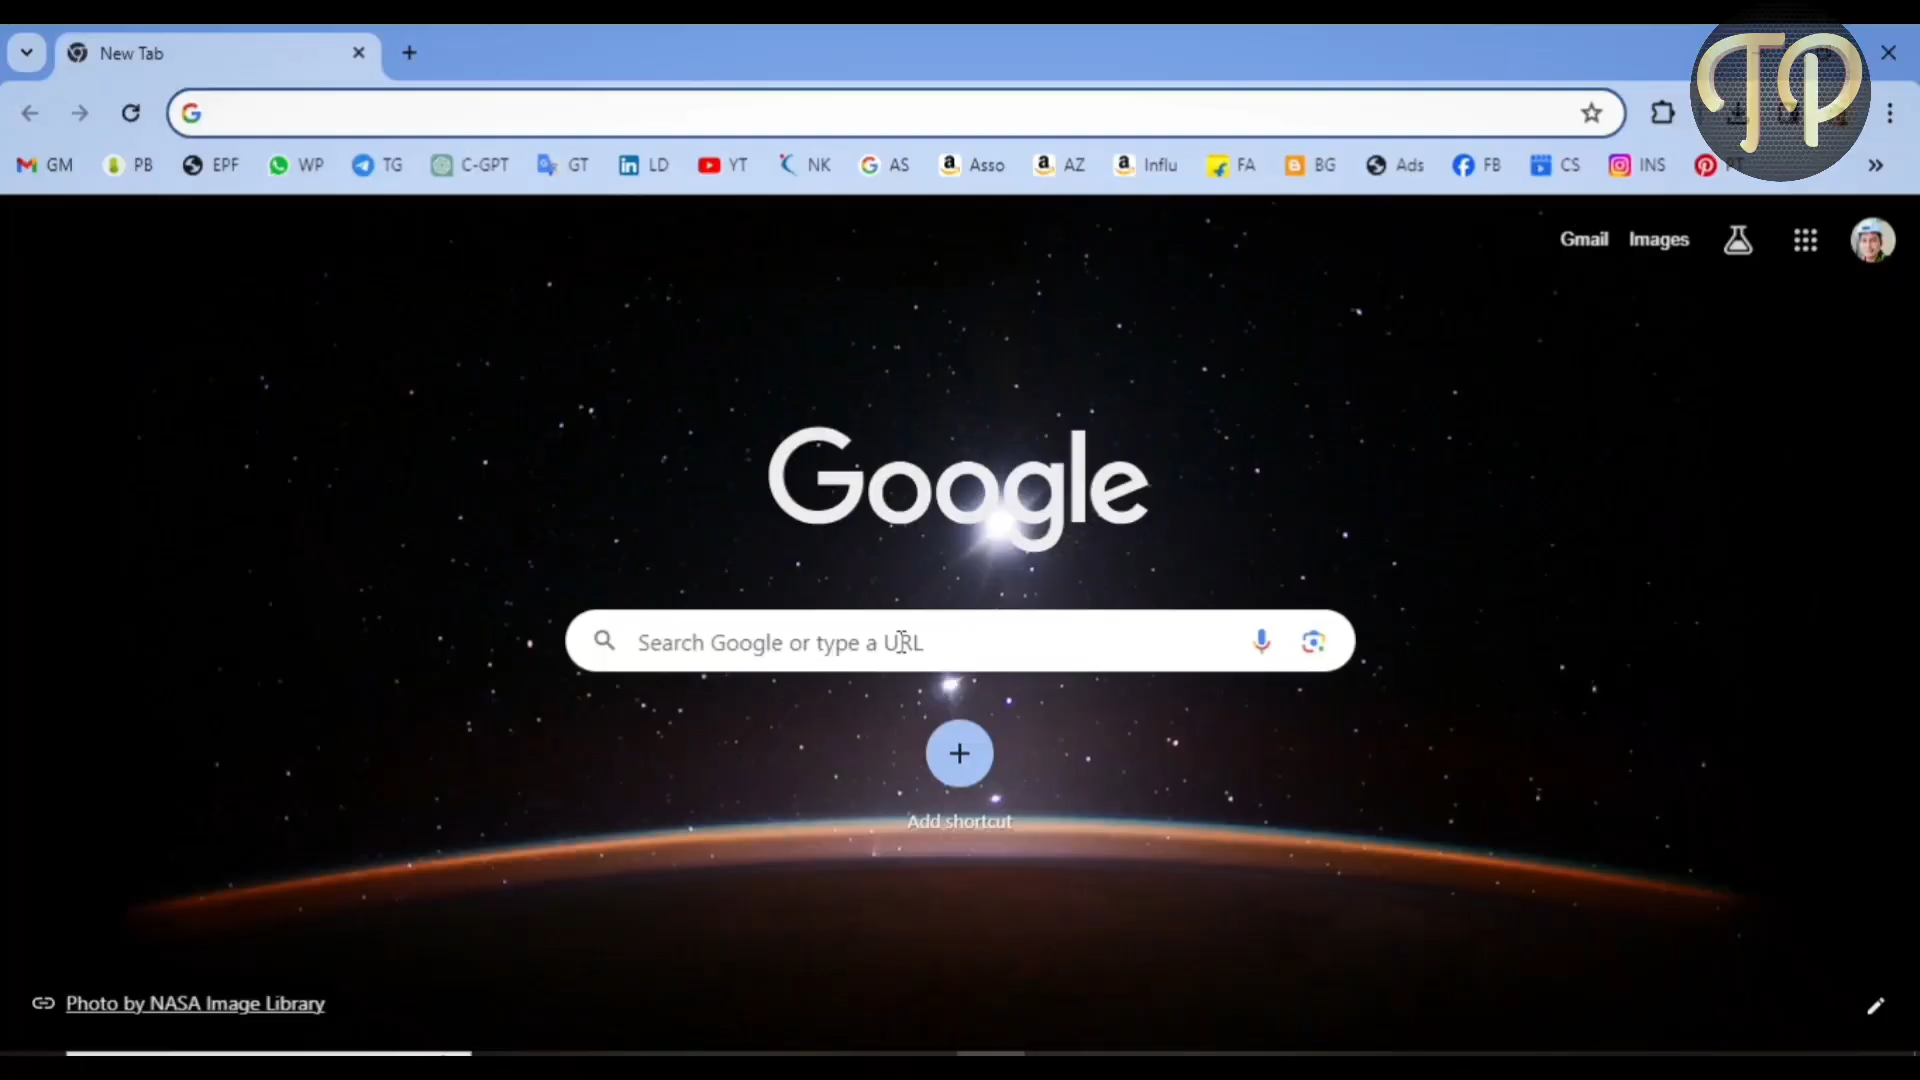 New Tab
TP
GM PB EPF WP TG C-GPT GT LD YT NK AS Asso AZ Influ FA BG Ads FB CS INS
Gmail Images
Google
Search Google or type a URL
Add shortcut
Photo by NASA Image Library